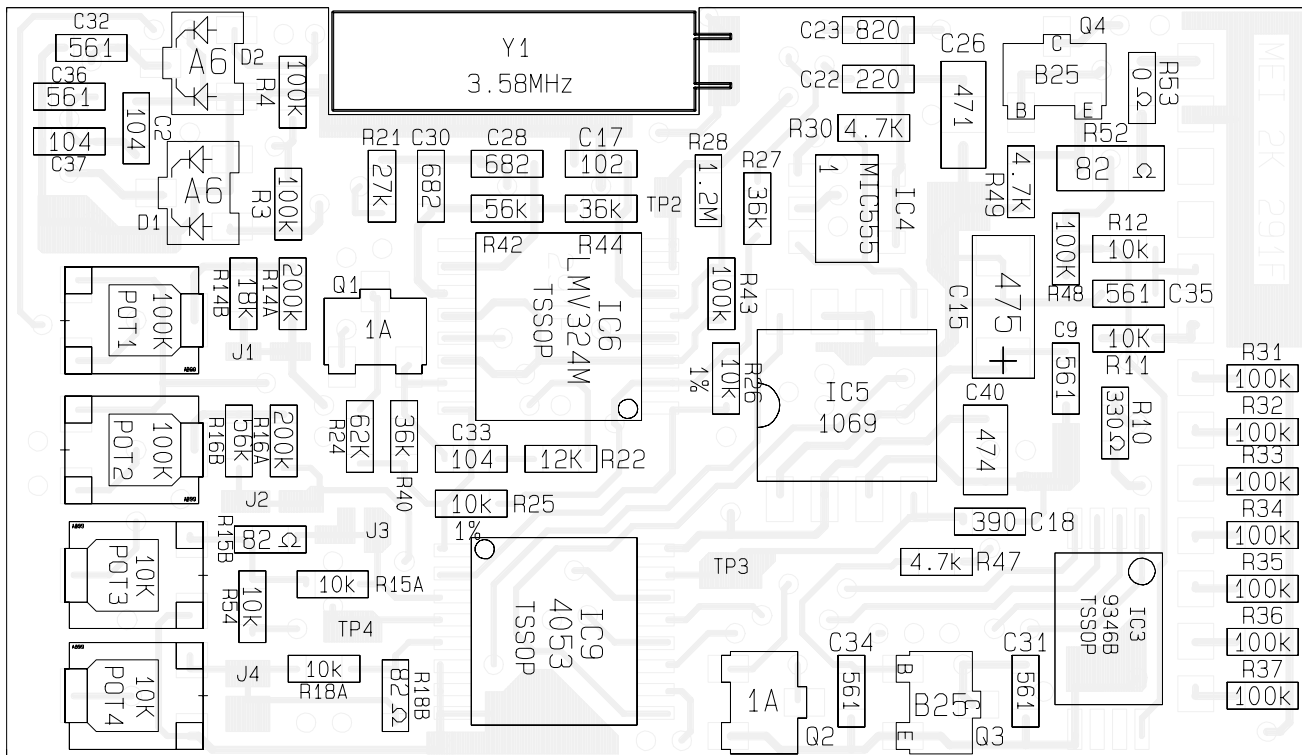 C32
561
A6
D2
C36
561
104
C37
104
C2
A6
D1
R4
100K
R3
100K
Y1
3.58MHz
R21
27k
C30
682
C28
682
56k
C17
102
36k
TP2
R28
1.2M
R27
36k
C23
820
C22
220
R30
4.7K
1
MIC555
IC4
C26
471
Q4
C
B25
B
E
R53
0Ω
R52
82 Ω
R49
4.7K
MEI 2K 291F
R48
100K
R12
10k
561
C35
10K
R11
C9
561
C15
475
+
R10
330Ω
POT1
100K
R14B
18K
R14A
200k
J1
Q1
1A
R42
R44
LMV324M
TSSOP
IC6
R43
100k
1%
10K
R26
IC5
1069
C40
474
R31
100k
R32
100k
R33
100k
R34
100k
R35
100k
R36
100k
R37
100k
POT2
100K
R16B
56K
R16A
200K
J2
R24
62K
36K
R40
C33
104
12K
R22
10k
R25
1%
J3
R15B
82 Ω
POT3
10K
R54
10K
10k
R15A
TP4
IC9
4053
TSSOP
TP3
390
C18
4.7k
R47
IC3
9346B
TSSOP
POT4
10K
J4
10k
R18A
82 Ω
R18B
1A
Q2
C34
561
B
B25
C
E
Q3
C31
561